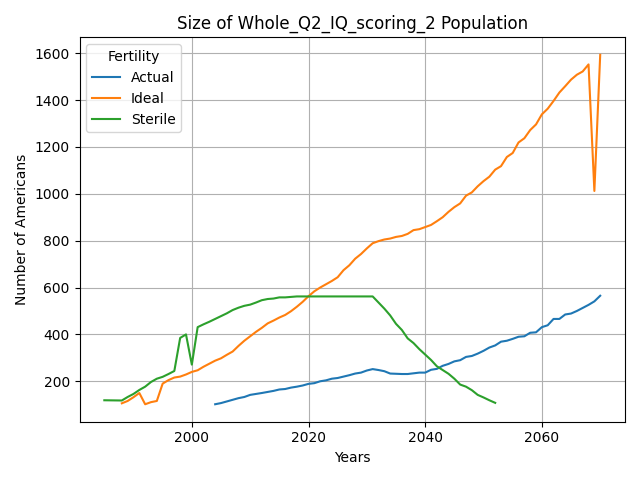 Size of Whole_Q2_IQ_scoring_2 Population
Fertility
Actual
Ideal
Sterile
Number of Americans
1600
1400
1200
1000
800
600
400
200
2000
2020
2040
2060
Years